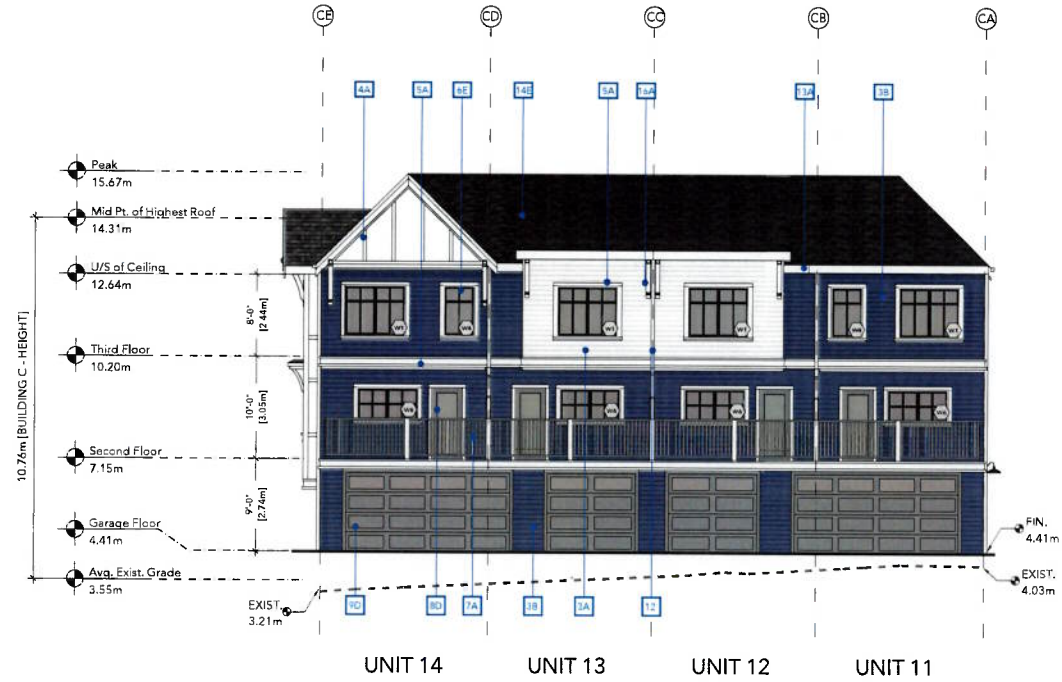 CE CD CC CB CA
4A 5A 6E 14E 5A 16A 13A 3B
Peak
15.67m
Mid Pt. of Highest Roof
14.31m
U/S of Ceiling
12.64m
8'-0"
[2.44m]
Third Floor
10.20m
10'-0"
[3.05m]
Second Floor
7.15m
9'-0"
[2.74m]
Garage Floor
4.41m
Avg. Exist. Grade
3.55m
10.76m [BUILDING C - HEIGHT]
FIN.
4.41m
EXIST.
4.03m
EXIST.
3.21m
9D 8D 7A 3B 3A 12
UNIT 14 UNIT 13 UNIT 12 UNIT 11